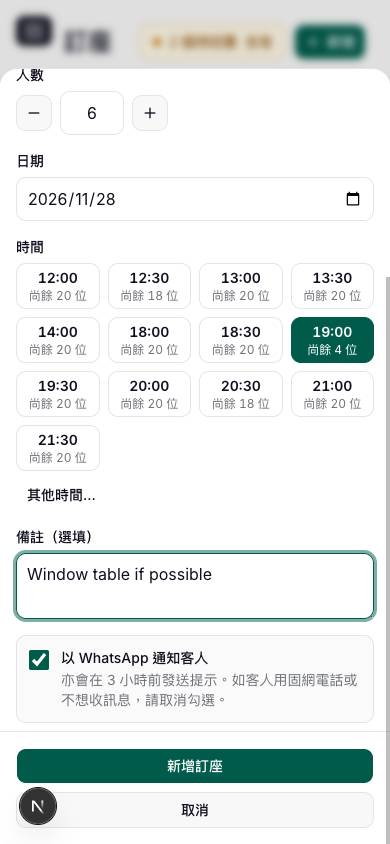 訂座
新增
人數
6
日期
2026/11/28
時間
12:00
尚餘 20 位
12:30
尚餘 18 位
13:00
尚餘 20 位
13:30
尚餘 20 位
14:00
尚餘 20 位
18:00
尚餘 20 位
18:30
尚餘 20 位
19:00
尚餘 4 位
19:30
尚餘 20 位
20:00
尚餘 20 位
20:30
尚餘 18 位
21:00
尚餘 20 位
21:30
尚餘 20 位
其他時間...
備註（選填）
Window table if possible
以 WhatsApp 通知客人
亦會在 3 小時前發送提示。如客人用固網電話或
不想收訊息，請取消勾選。
新增訂座
N
取消